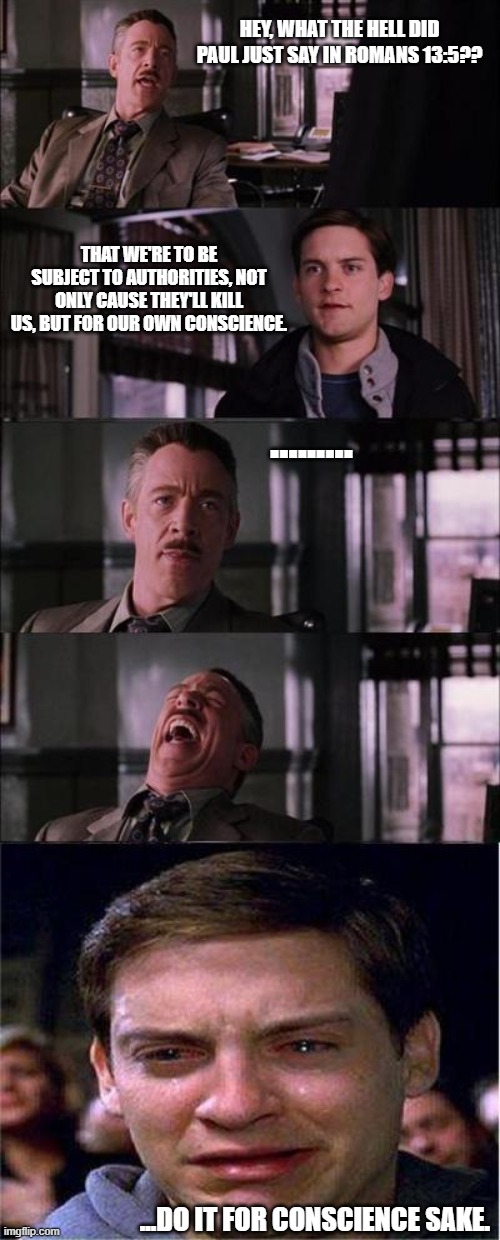 HEY, WHAT THE HELL DID
PAUL JUST SAY IN ROMANS 13:5??
THAT WE'RE TO BE
SUBJECT TO AUTHORITIES, NOT
ONLY CAUSE THEY'LL KILL
US, BUT FOR OUR OWN CONSCIENCE.
.........
...DO IT FOR CONSCIENCE SAKE.
imgflip.com